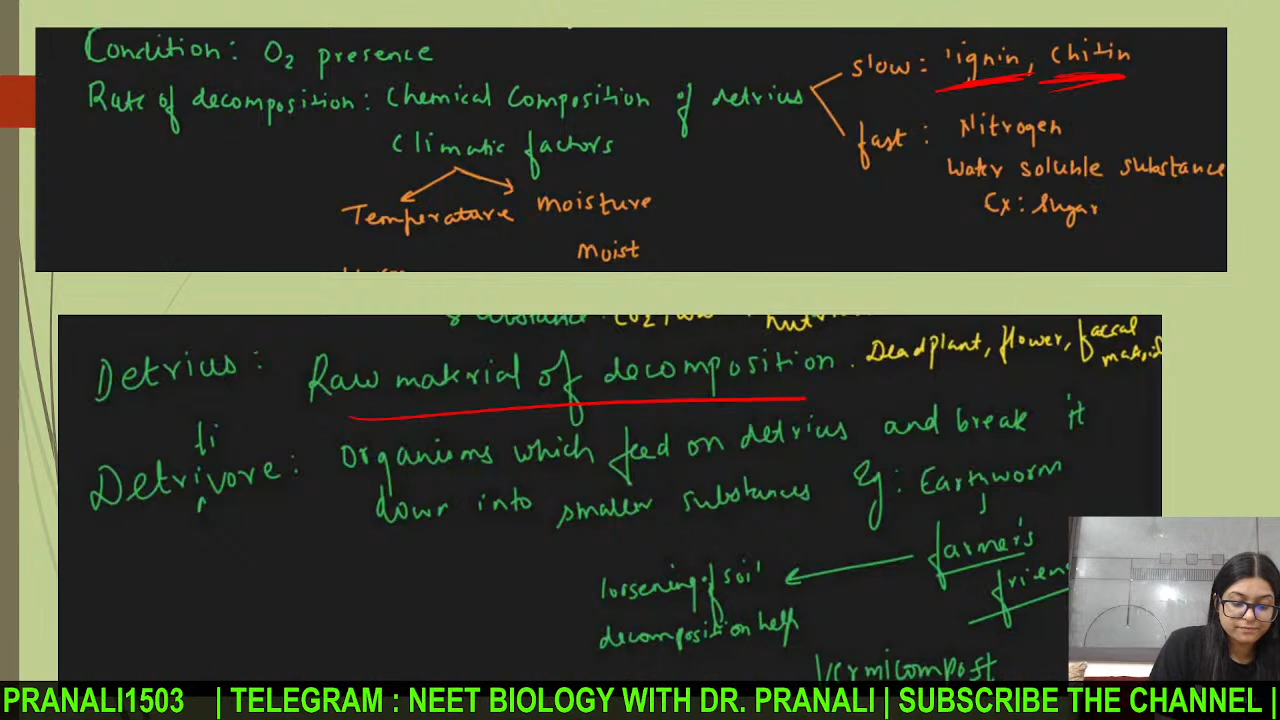 Condition: O2 presence
Rate of decomposition: Chemical Composition of detrius
slow: lignin, chitin
fast: Nitrogen
Water soluble substance
Ex: Sugar
Climatic factors
Temperature moisture
moist
Detrius: Raw material of decomposition. Dead plant, flower, faecal
ti
Detrivore: organisms which feed on detrius and break it
down into smaller substances Eg: Earthworm
farmer's
friend
loosening of soil
decomposition help
Vermicompost
PRANALI1503 | TELEGRAM : NEET BIOLOGY WITH DR. PRANALI | SUBSCRIBE THE CHANNEL |